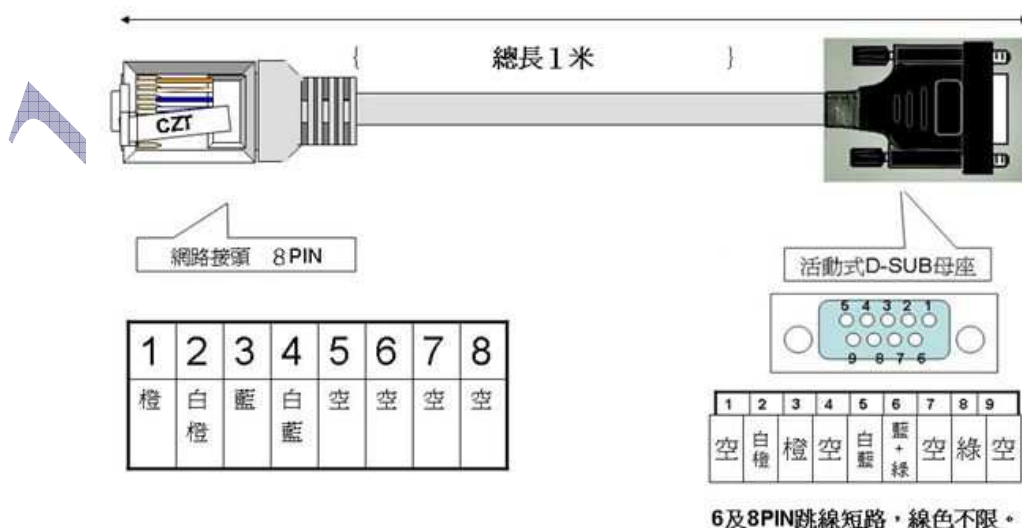 { 總長1米 }
CZT
網路接頭 8PIN
活動式D-SUB母座
5 4 3 2 1
9 8 7 6
1 2 3 4 5 6 7 8
橙 白橙 藍 白藍 空 空 空 空
1 2 3 4 5 6 7 8 9
空 白橙 橙 空 白藍 藍+綠 空 綠 空
6及8PIN跳線短路，線色不限。